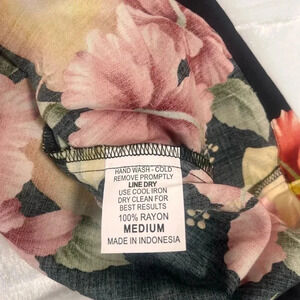 HAND WASH - COLD
REMOVE PROMPTLY
LINE DRY
USE COOL IRON
DRY CLEAN FOR
BEST RESULTS
100% RAYON
MEDIUM
MADE IN INDONESIA